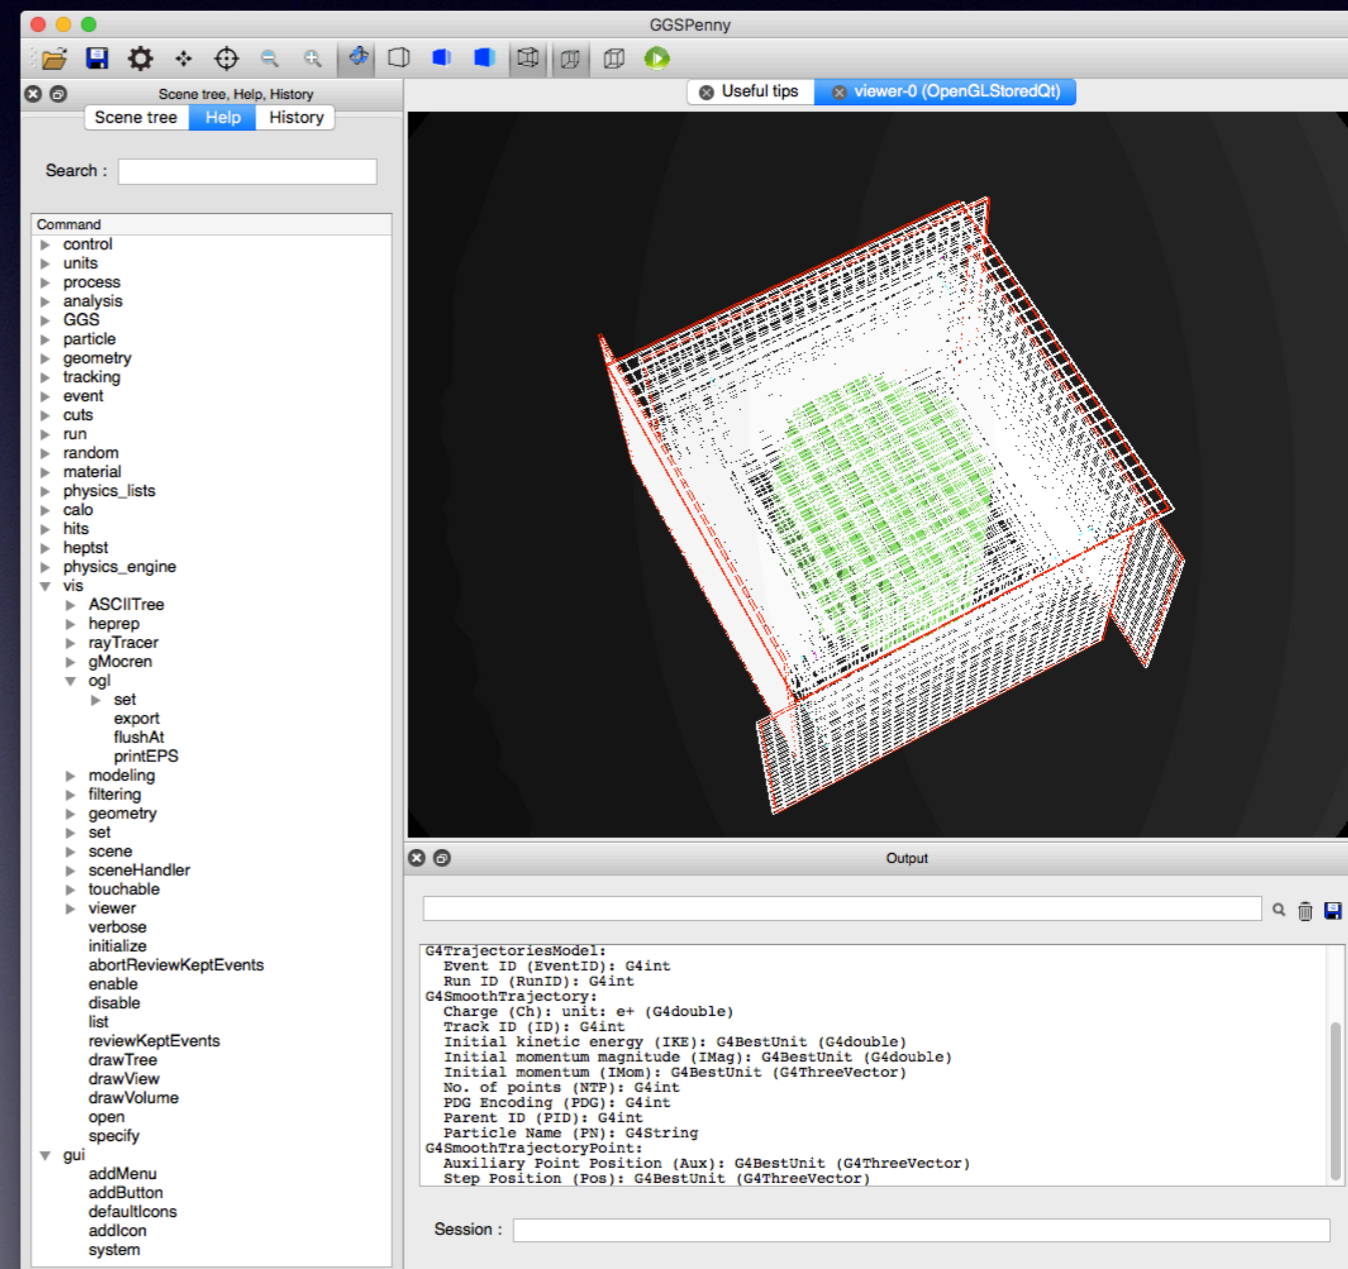 GGSPenny
Scene tree, Help, History
Useful tips
viewer-0 (OpenGLStoredQt)
Scene tree
Help
History
Search :
Command
control
units
process
analysis
GGS
particle
geometry
tracking
event
cuts
run
random
material
physics_lists
calo
hits
heptst
physics_engine
vis
ASCIITree
heprep
rayTracer
gMocren
ogl
set
export
flushAt
printEPS
modeling
filtering
geometry
set
scene
sceneHandler
touchable
viewer
verbose
initialize
abortReviewKeptEvents
enable
disable
list
reviewKeptEvents
drawTree
drawView
drawVolume
open
specify
gui
addMenu
addButton
defaultIcons
addIcon
system
Output
G4TrajectoriesModel:
Event ID (EventID): G4int
Run ID (RunID): G4int
G4SmoothTrajectory:
Charge (Ch): unit: e+ (G4double)
Track ID (ID): G4int
Initial kinetic energy (IKE): G4BestUnit (G4double)
Initial momentum magnitude (IMag): G4BestUnit (G4double)
Initial momentum (IMom): G4BestUnit (G4ThreeVector)
No. of points (NTP): G4int
PDG Encoding (PDG): G4int
Parent ID (PID): G4int
Particle Name (PN): G4String
G4SmoothTrajectoryPoint:
Auxiliary Point Position (Aux): G4BestUnit (G4ThreeVector)
Step Position (Pos): G4BestUnit (G4ThreeVector)
Session :